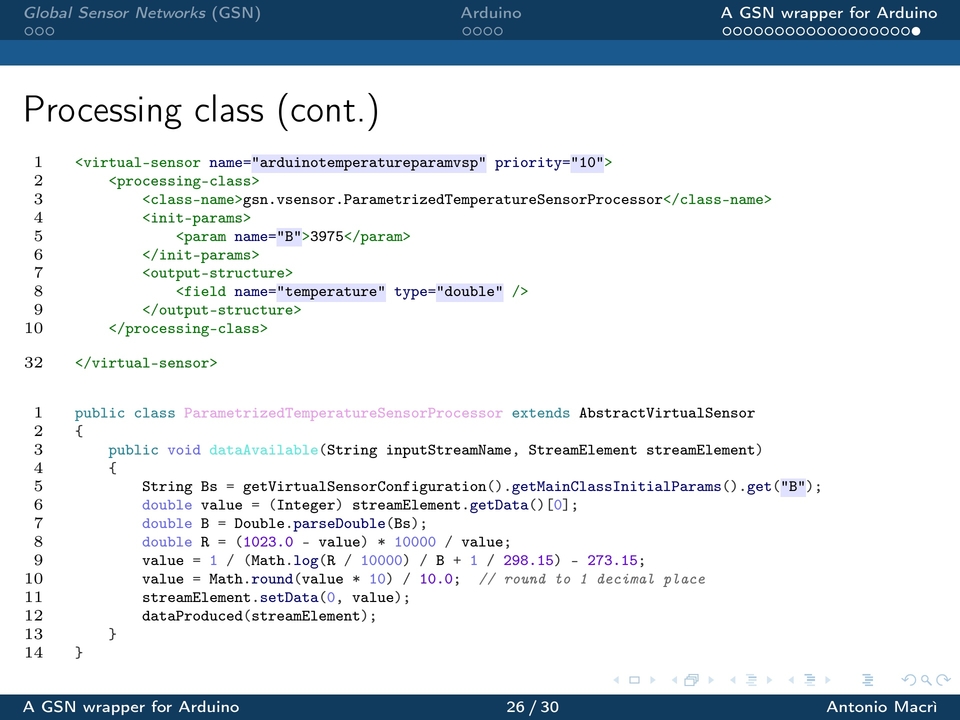 Global Sensor Networks (GSN) Arduino A GSN wrapper for Arduino
Processing class (cont.)
1 <virtual-sensor name="arduinotemperatureparamvsp" priority="10">
2 <processing-class>
3 <class-name>gsn.vsensor.ParametrizedTemperatureSensorProcessor</class-name>
4 <init-params>
5 <param name="B">3975</param>
6 </init-params>
7 <output-structure>
8 <field name="temperature" type="double" />
9 </output-structure>
10 </processing-class>
32 </virtual-sensor>
1 public class ParametrizedTemperatureSensorProcessor extends AbstractVirtualSensor
2 {
3 public void dataAvailable(String inputStreamName, StreamElement streamElement)
4 {
5 String Bs = getVirtualSensorConfiguration().getMainClassInitialParams().get("B");
6 double value = (Integer) streamElement.getData()[0];
7 double B = Double.parseDouble(Bs);
8 double R = (1023.0 - value) * 10000 / value;
9 value = 1 / (Math.log(R / 10000) / B + 1 / 298.15) - 273.15;
10 value = Math.round(value * 10) / 10.0; // round to 1 decimal place
11 streamElement.setData(0, value);
12 dataProduced(streamElement);
13 }
14 }
A GSN wrapper for Arduino 26 / 30 Antonio Macrì